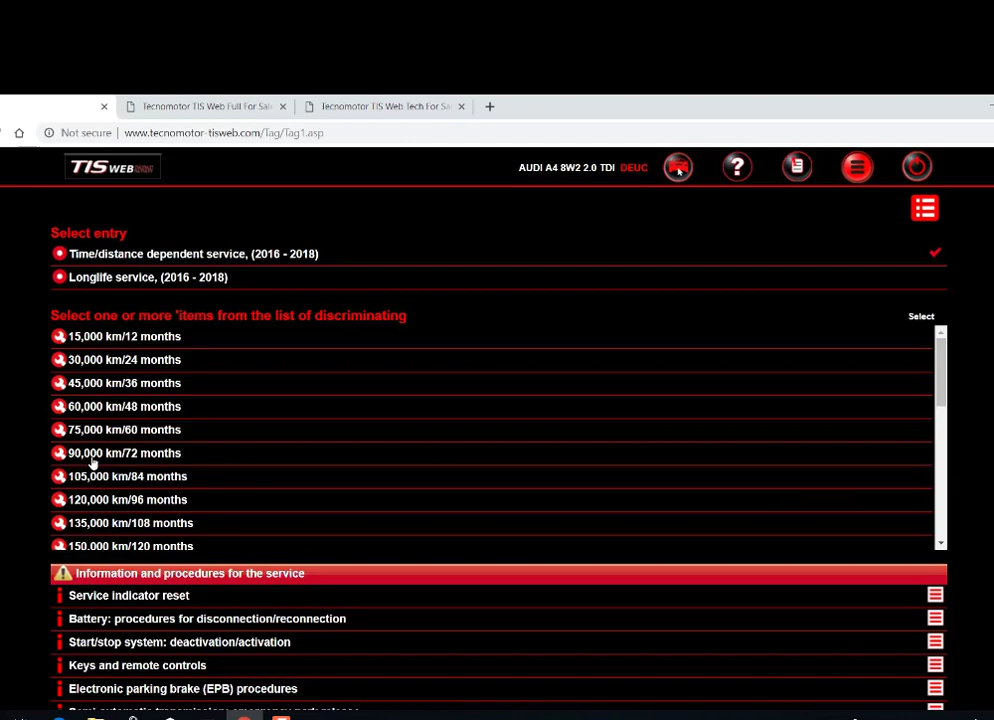 Tecnomotor TIS Web Full For Sale
Tecnomotor TIS Web Tech For Sa
Not secure | www.tecnomotor-tisweb.com/Tag/Tag1.asp
TIS WEB
AUDI A4 8W2 2.0 TDI DEUC
?
Select entry
Time/distance dependent service, (2016 - 2018)
Longlife service, (2016 - 2018)
Select one or more 'items from the list of discriminating
Select
15,000 km/12 months
30,000 km/24 months
45,000 km/36 months
60,000 km/48 months
75,000 km/60 months
90,000 km/72 months
105,000 km/84 months
120,000 km/96 months
135,000 km/108 months
150,000 km/120 months
Information and procedures for the service
Service indicator reset
Battery: procedures for disconnection/reconnection
Start/stop system: deactivation/activation
Keys and remote controls
Electronic parking brake (EPB) procedures